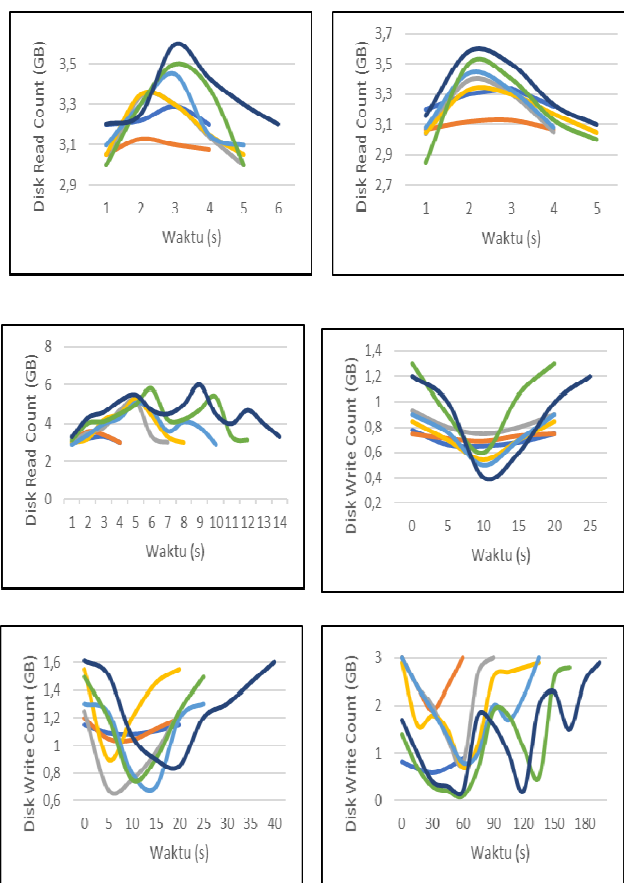 Disk Read Count (GB)
3,5
3,3
3,1
2,9
1 2 3 4 5 6
Waktu (s)
Disk Read Count (GB)
3,7
3,5
3,3
3,1
2,9
2,7
1 2 3 4 5
Waktu (s)
Disk Read Count (GB)
8
6
4
2
0
1 2 3 4 5 6 7 8 9 10 11 12 13 14
Waktu (s)
Disk Write Count (GB)
1,4
1,2
1
0,8
0,6
0,4
0,2
0 5 10 15 20 25
Waktu (s)
Disk Write Count (GB)
1,6
1,4
1,2
1
0,8
0,6
0 5 10 15 20 25 30 35 40
Waktu (s)
Disk Write Count (GB)
3
2
1
0
0 30 60 90 120 150 180
Waktu (s)